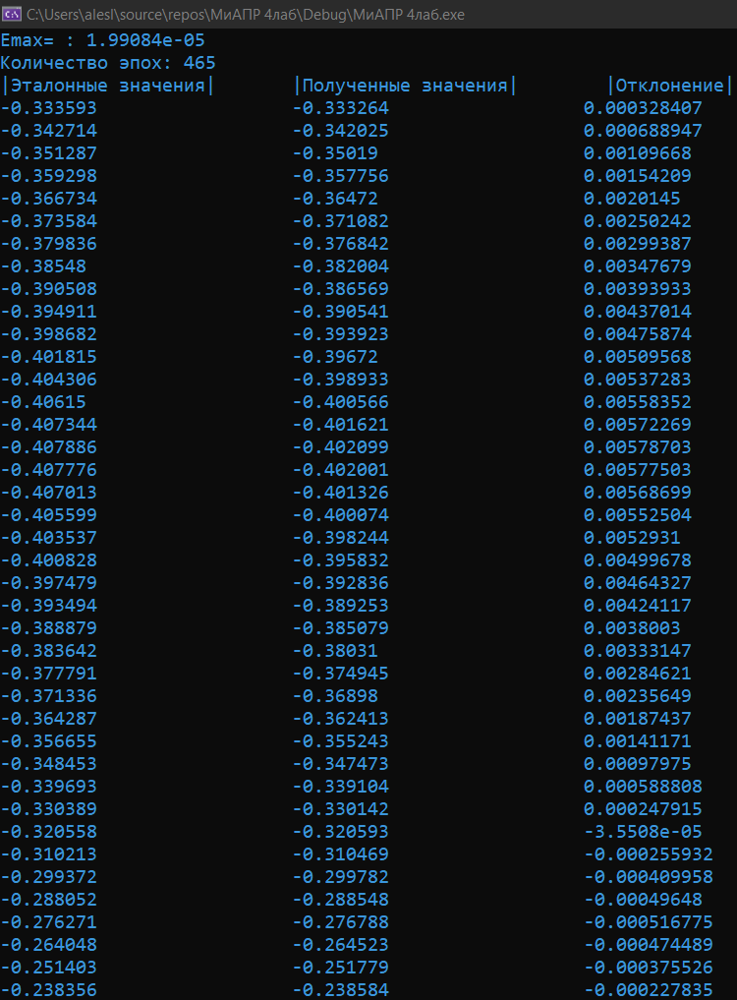 C:\Users\alesl\source\repos\МиАПР 4лаб\Debug\МиАПР 4лаб.exe
Emax= : 1.99084e-05
Количество эпох: 465
|Эталонные значения| |Полученные значения| |Отклонение|
-0.333593 -0.333264 0.000328407
-0.342714 -0.342025 0.000688947
-0.351287 -0.35019 0.00109668
-0.359298 -0.357756 0.00154209
-0.366734 -0.36472 0.0020145
-0.373584 -0.371082 0.00250242
-0.379836 -0.376842 0.00299387
-0.38548 -0.382004 0.00347679
-0.390508 -0.386569 0.00393933
-0.394911 -0.390541 0.00437014
-0.398682 -0.393923 0.00475874
-0.401815 -0.39672 0.00509568
-0.404306 -0.398933 0.00537283
-0.40615 -0.400566 0.00558352
-0.407344 -0.401621 0.00572269
-0.407886 -0.402099 0.00578703
-0.407776 -0.402001 0.00577503
-0.407013 -0.401326 0.00568699
-0.405599 -0.400074 0.00552504
-0.403537 -0.398244 0.0052931
-0.400828 -0.395832 0.00499678
-0.397479 -0.392836 0.00464327
-0.393494 -0.389253 0.00424117
-0.388879 -0.385079 0.0038003
-0.383642 -0.38031 0.00333147
-0.377791 -0.374945 0.00284621
-0.371336 -0.36898 0.00235649
-0.364287 -0.362413 0.00187437
-0.356655 -0.355243 0.00141171
-0.348453 -0.347473 0.00097975
-0.339693 -0.339104 0.000588808
-0.330389 -0.330142 0.000247915
-0.320558 -0.320593 -3.5508e-05
-0.310213 -0.310469 -0.000255932
-0.299372 -0.299782 -0.000409958
-0.288052 -0.288548 -0.00049648
-0.276271 -0.276788 -0.000516775
-0.264048 -0.264523 -0.000474489
-0.251403 -0.251779 -0.000375526
-0.238356 -0.238584 -0.000227835